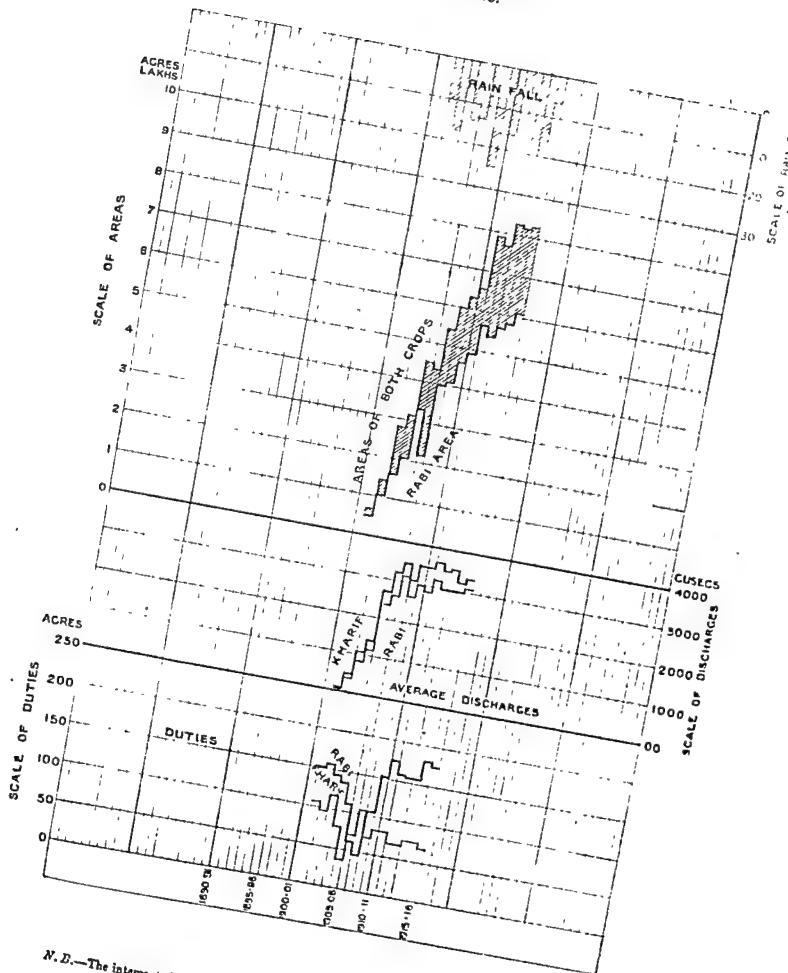 RAIN FALL
ACRES
LAKHS
10
9
8
7
6
5
4
3
2
1
0
SCALE OF AREAS
20
30
AREAS OF BOTH CROPS
RABI AREA
CUSECS
4000
3000
2000
1000
00
SCALE OF DISCHARGES
KHARIF
RABI
AVERAGE DISCHARGES
ACRES
250
200
150
100
50
0
SCALE OF DUTIES
DUTIES
RABI
1895-96
1900-01
1905-06
1910-11
1915-16
N. B.—The